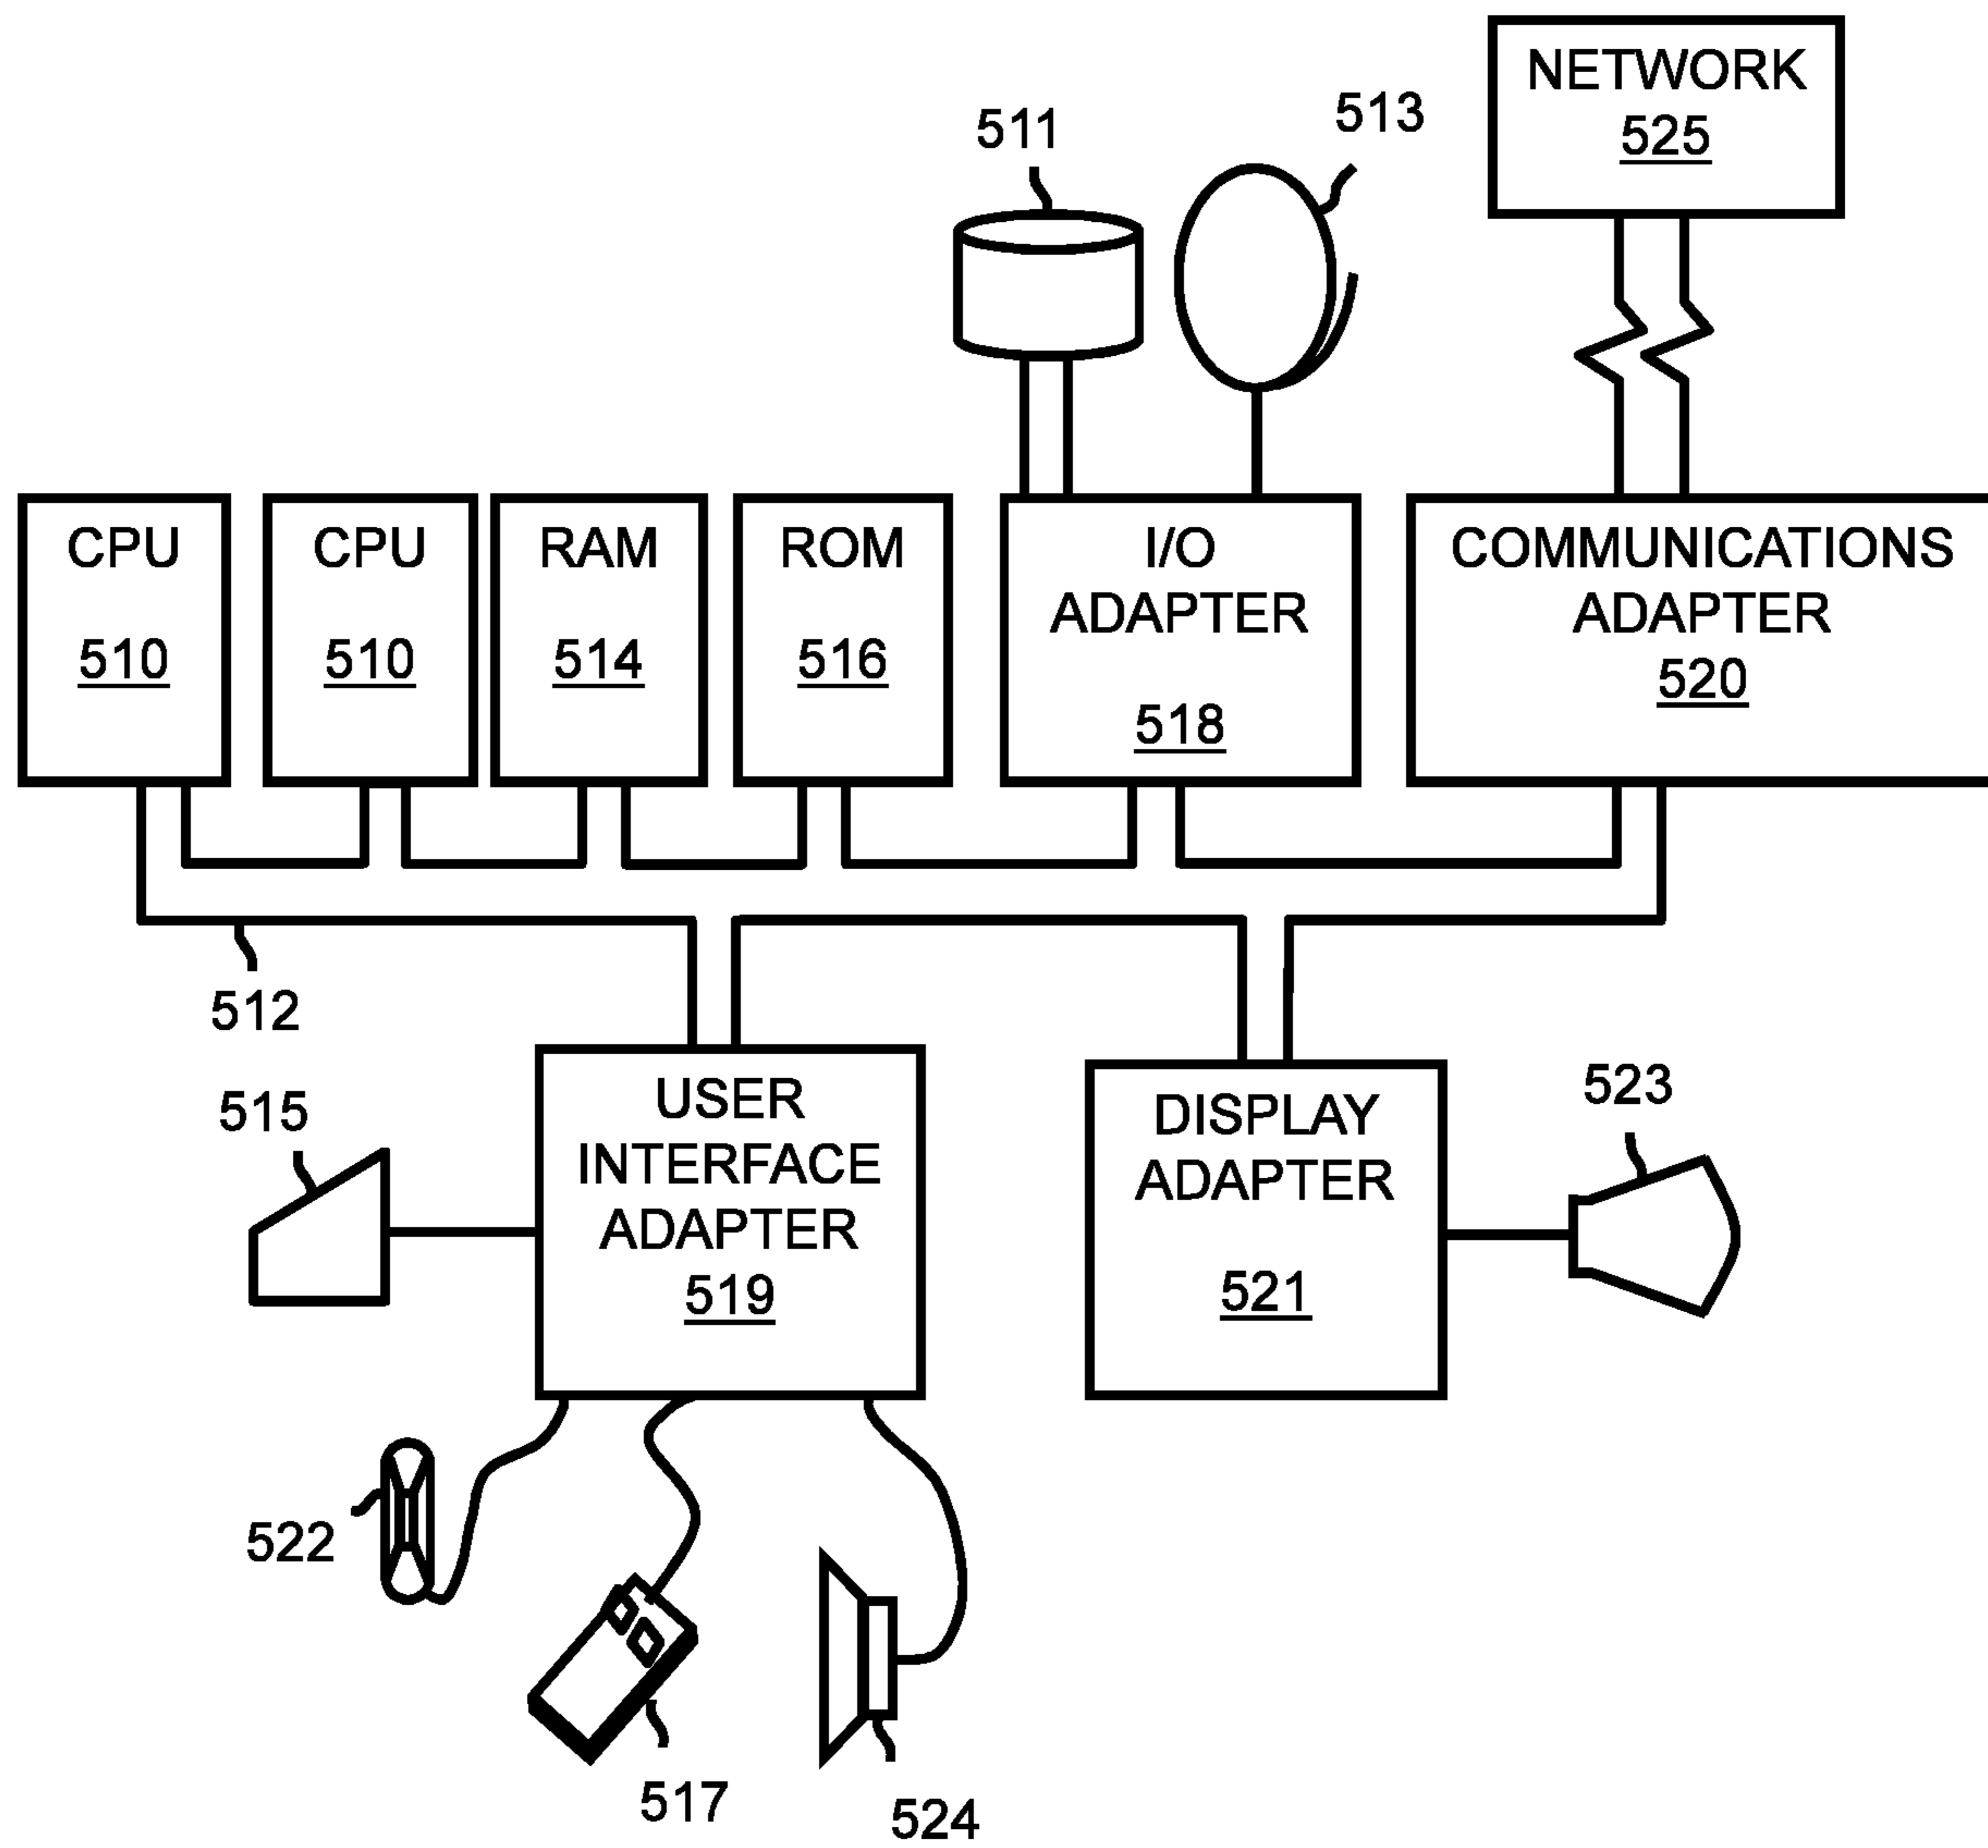 NETWORK
525
511
513
CPU
510
CPU
510
RAM
514
ROM
516
I/O
ADAPTER
518
COMMUNICATIONS
ADAPTER
520
512
515
USER
INTERFACE
ADAPTER
519
DISPLAY
ADAPTER
521
523
522
517
524